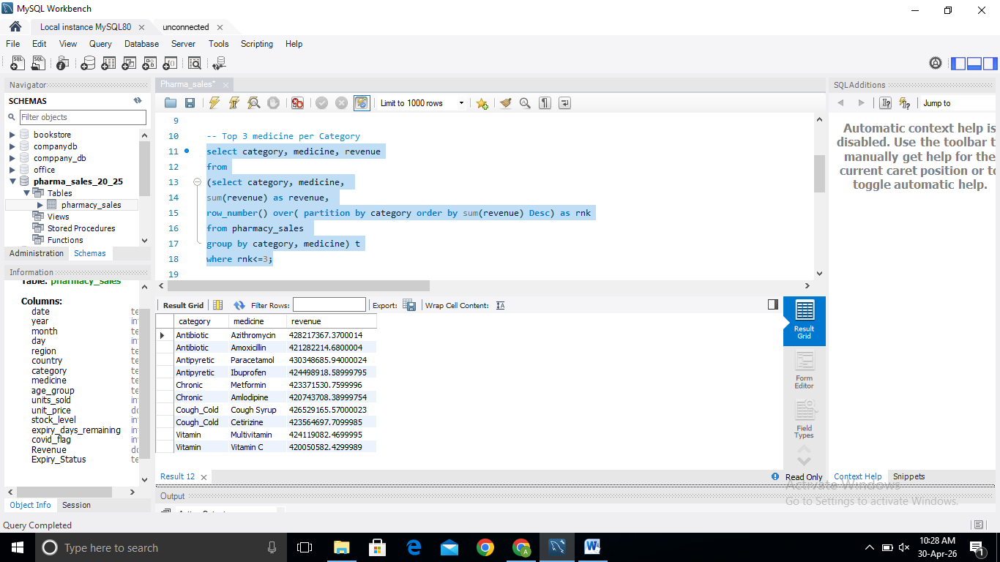 MySQL Workbench
Local instance MySQL80
unconnected
File Edit View Query Database Server Tools Scripting Help
Navigator
SCHEMAS
Filter objects
bookstore
companydb
comppany_db
office
pharma_sales_20_25
Tables
pharmacy_sales
Views
Stored Procedures
Functions
Administration Schemas
Information
Table: pharmacy_sales
Columns:
date te
year in
month te
day in
region te
country te
category te
medicine te
age_group te
units_sold in
unit_price do
stock_level in
expiry_days_remaining in
covid_flag in
Revenue do
Expiry_Status te
Object Info Session
Query Completed
Pharma_sales*
Limit to 1000 rows
9
10 -- Top 3 medicine per Category
11 select category, medicine, revenue
12 from
13 (select category, medicine,
14 sum(revenue) as revenue,
15 row_number() over( partition by category order by sum(revenue) Desc) as rnk
16 from pharmacy_sales
17 group by category, medicine) t
18 where rnk<=3;
19
Result Grid Filter Rows: Export: Wrap Cell Content:
category medicine revenue
Antibiotic Azithromycin 428217367.3700014
Antibiotic Amoxicillin 421282214.6800004
Antipyretic Paracetamol 430348685.94000024
Antipyretic Ibuprofen 424498918.58999795
Chronic Metformin 423371530.7599996
Chronic Amlodipine 420743708.38999754
Cough_Cold Cough Syrup 426529165.57000023
Cough_Cold Cetirizine 423564697.7099985
Vitamin Multivitamin 424119082.4699995
Vitamin Vitamin C 420050582.4299989
Result Grid
Form Editor
Field Types
Result 12
Read Only
Output
SQLAdditions
Jump to
Automatic context help is
disabled. Use the toolbar t
manually get help for the
current caret position or to
toggle automatic help.
Context Help Snippets
Activate Windows
Go to Settings to activate Windows.
Type here to search
10:28 AM
30-Apr-26
1